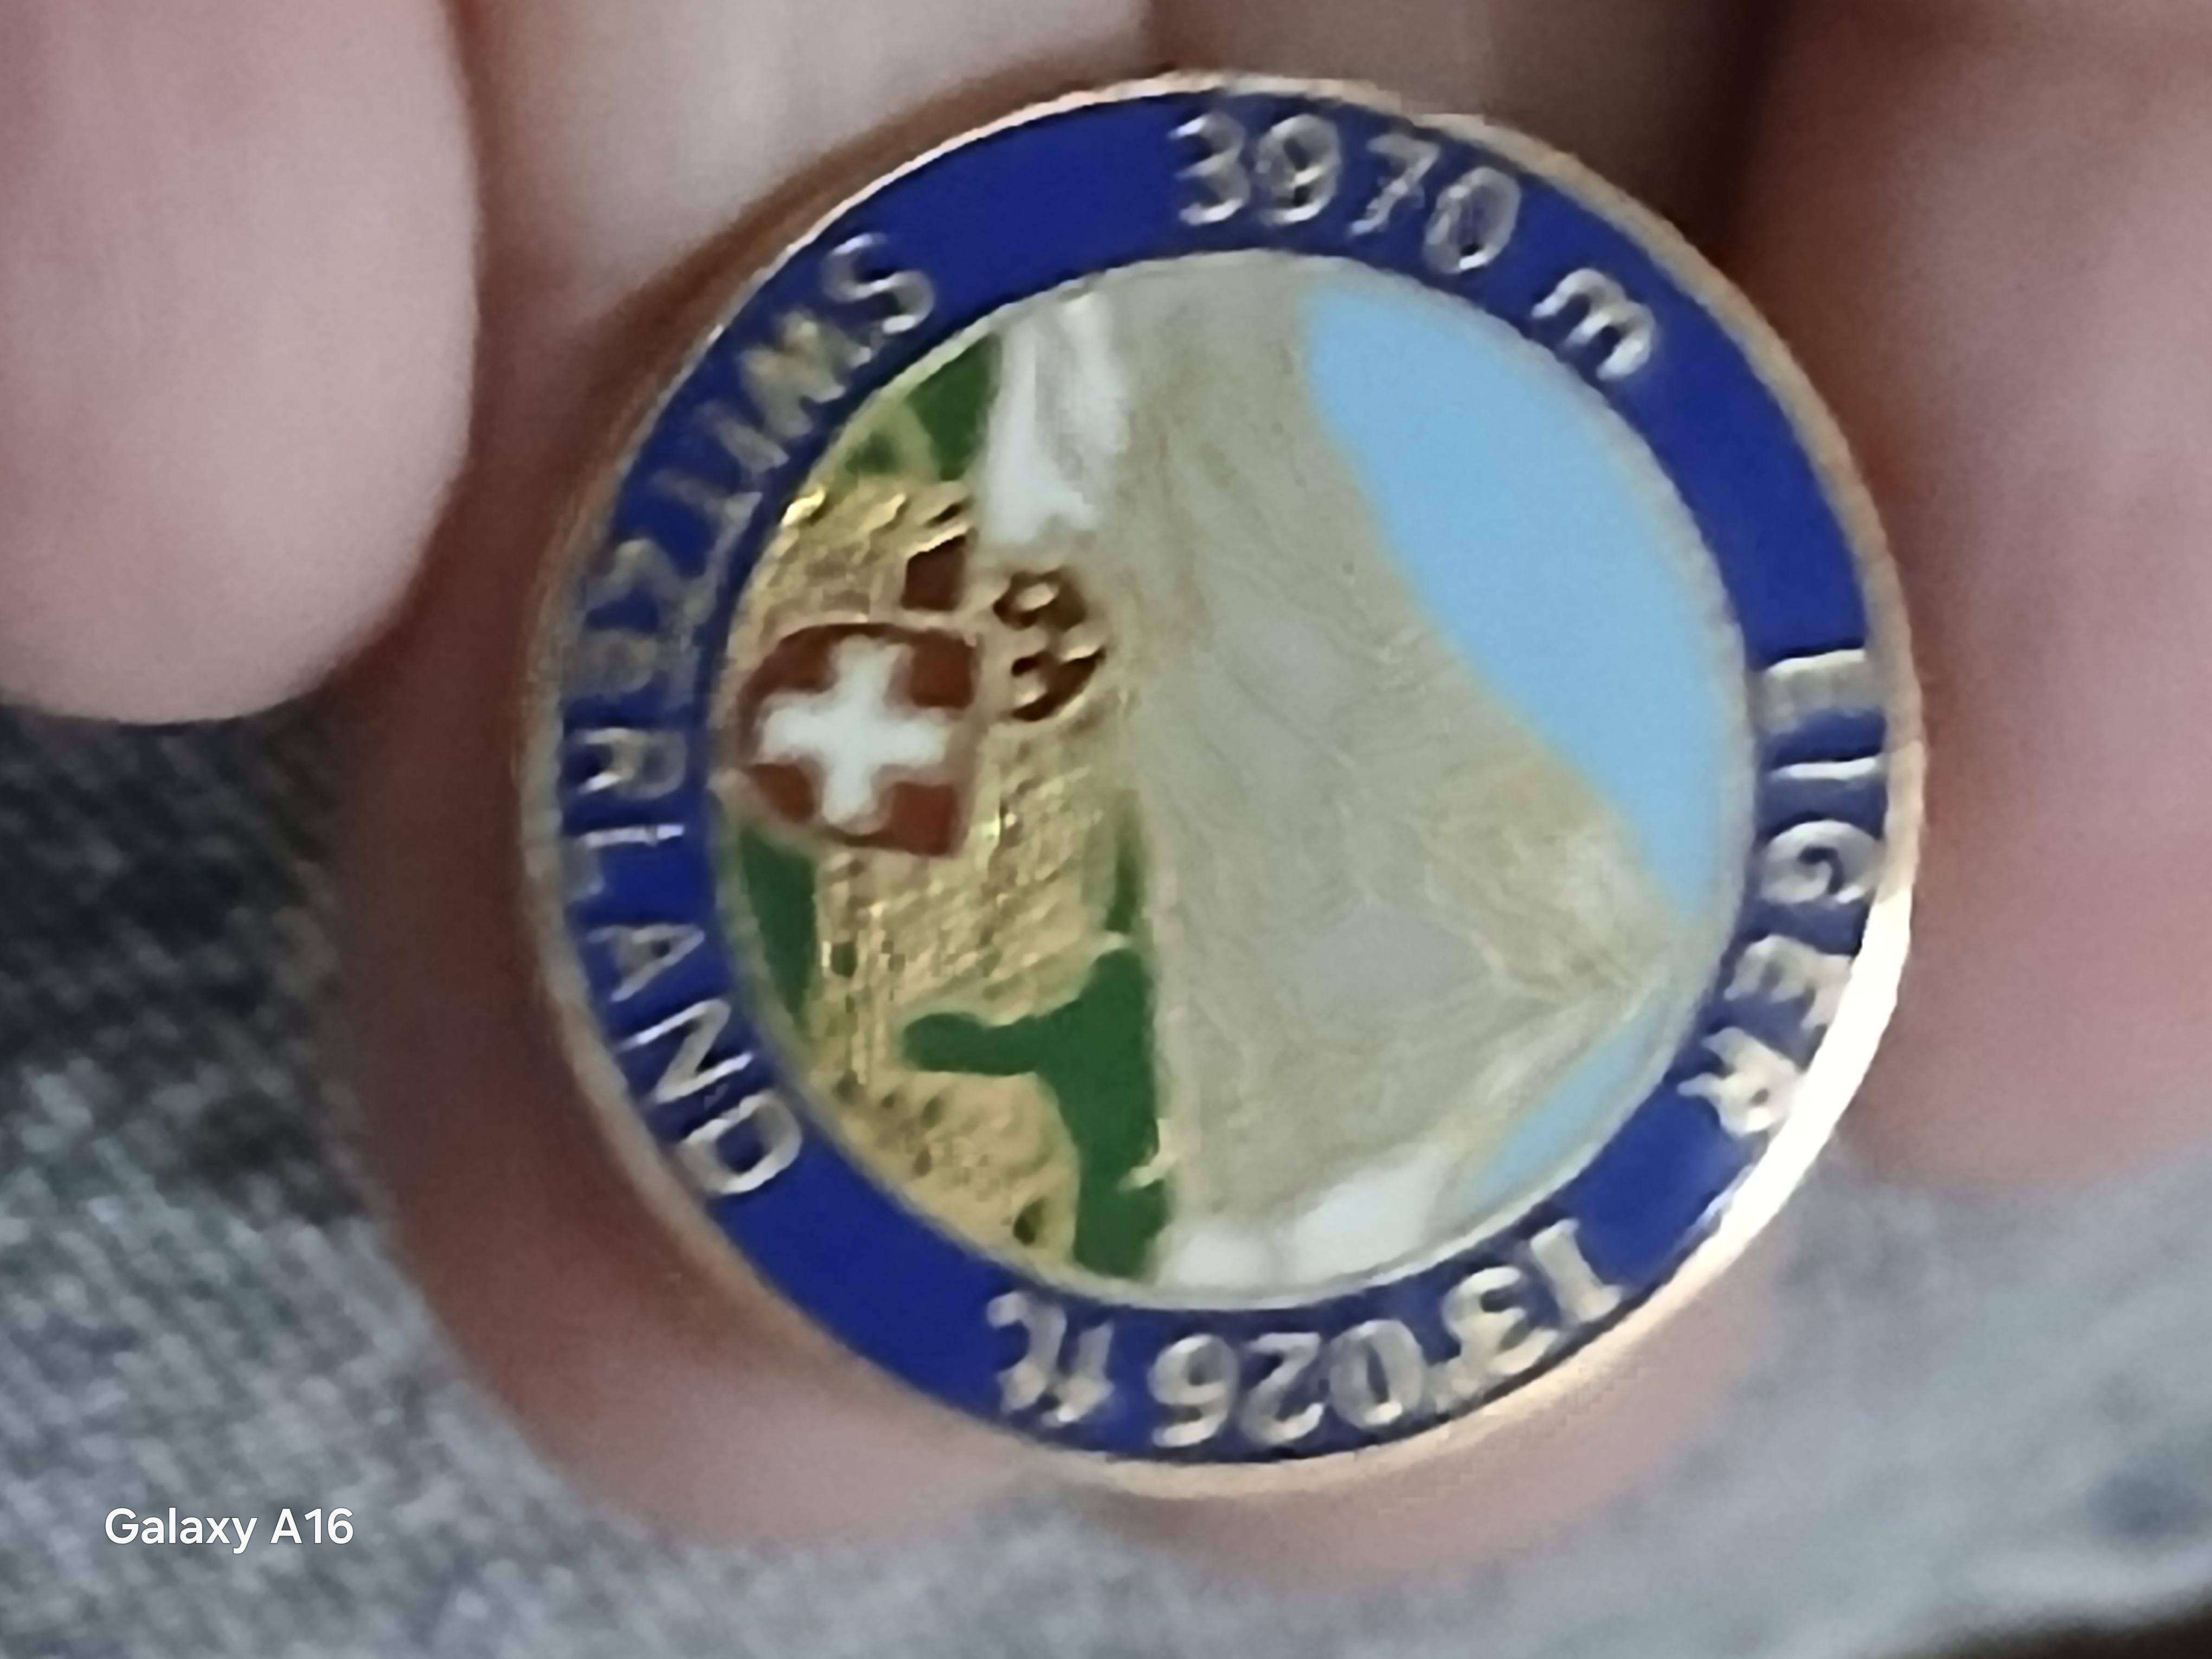 EIGER
13'026 ft
SWITZERLAND
3970 m
Galaxy A16